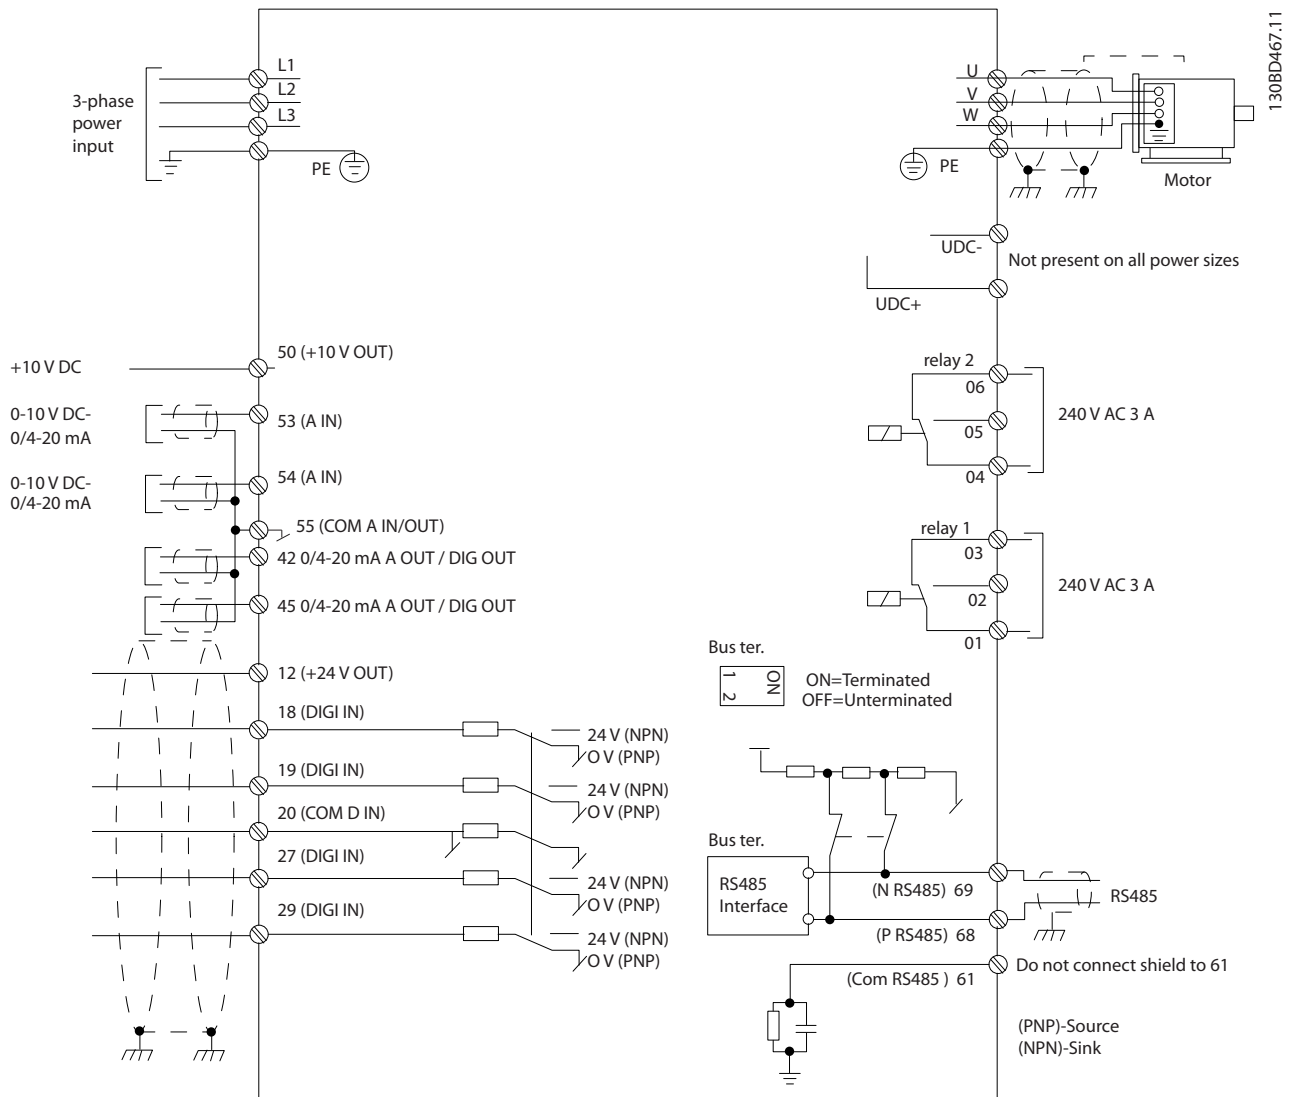 130BD467.11
3-phase
power
input
L1
L2
L3
PE
U
V
W
PE
Motor
UDC-
Not present on all power sizes
UDC+
+10 V DC
50 (+10 V OUT)
0-10 V DC-
0/4-20 mA
53 (A IN)
0-10 V DC-
0/4-20 mA
54 (A IN)
55 (COM A IN/OUT)
42 0/4-20 mA A OUT / DIG OUT
45 0/4-20 mA A OUT / DIG OUT
12 (+24 V OUT)
18 (DIGI IN)
24 V (NPN)
O V (PNP)
19 (DIGI IN)
24 V (NPN)
O V (PNP)
20 (COM D IN)
27 (DIGI IN)
24 V (NPN)
O V (PNP)
29 (DIGI IN)
24 V (NPN)
O V (PNP)
relay 2
06
05
04
240 V AC 3 A
relay 1
03
02
01
240 V AC 3 A
Bus ter.
1
2
ON
ON=Terminated
OFF=Unterminated
Bus ter.
RS485
Interface
(N RS485) 69
RS485
(P RS485) 68
(Com RS485 ) 61
Do not connect shield to 61
(PNP)-Source
(NPN)-Sink